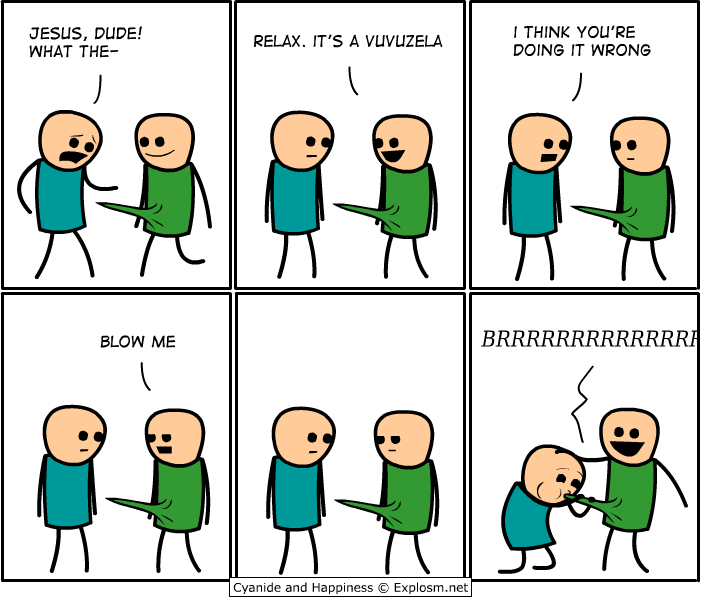 JESUS, DUDE!
WHAT THE-
RELAX. IT'S A VUVUZELA
I THINK YOU'RE
DOING IT WRONG
BLOW ME
BRRRRRRRRRRRRRR
Cyanide and Happiness © Explosm.net